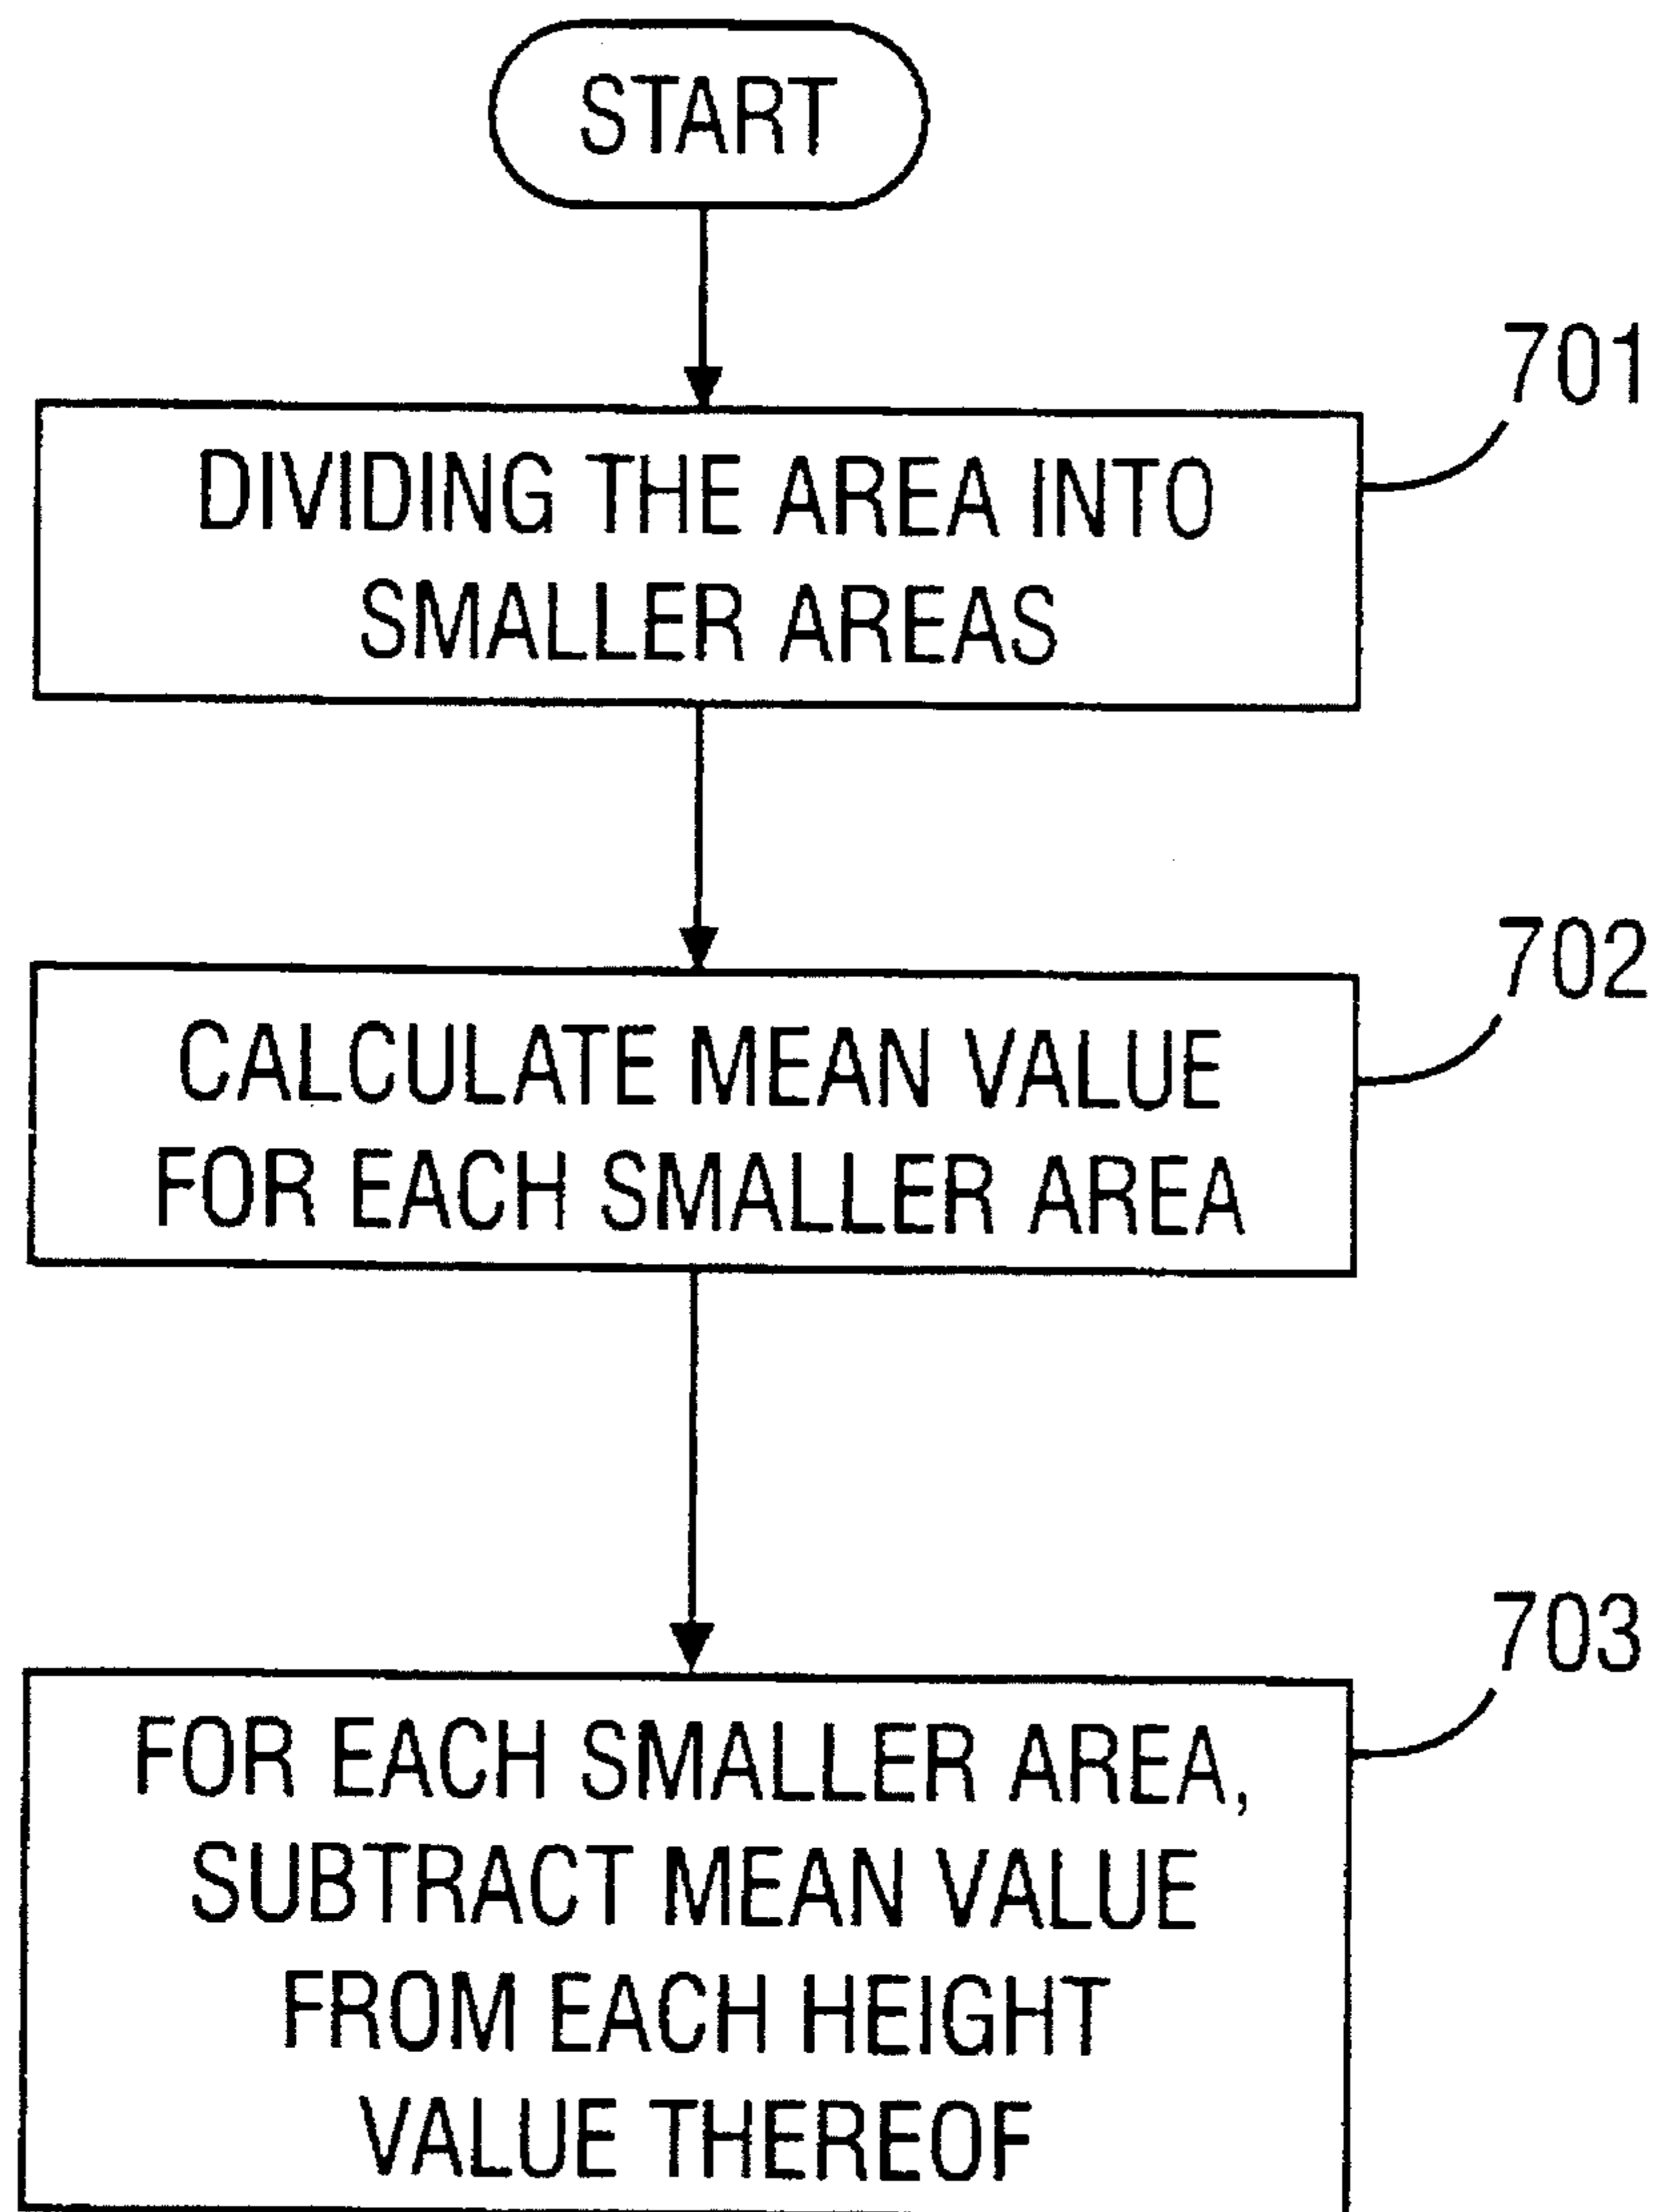 START
701
DIVIDING THE AREA INTO
SMALLER AREAS
702
CALCULATE MEAN VALUE
FOR EACH SMALLER AREA
703
FOR EACH SMALLER AREA,
SUBTRACT MEAN VALUE
FROM EACH HEIGHT
VALUE THEREOF